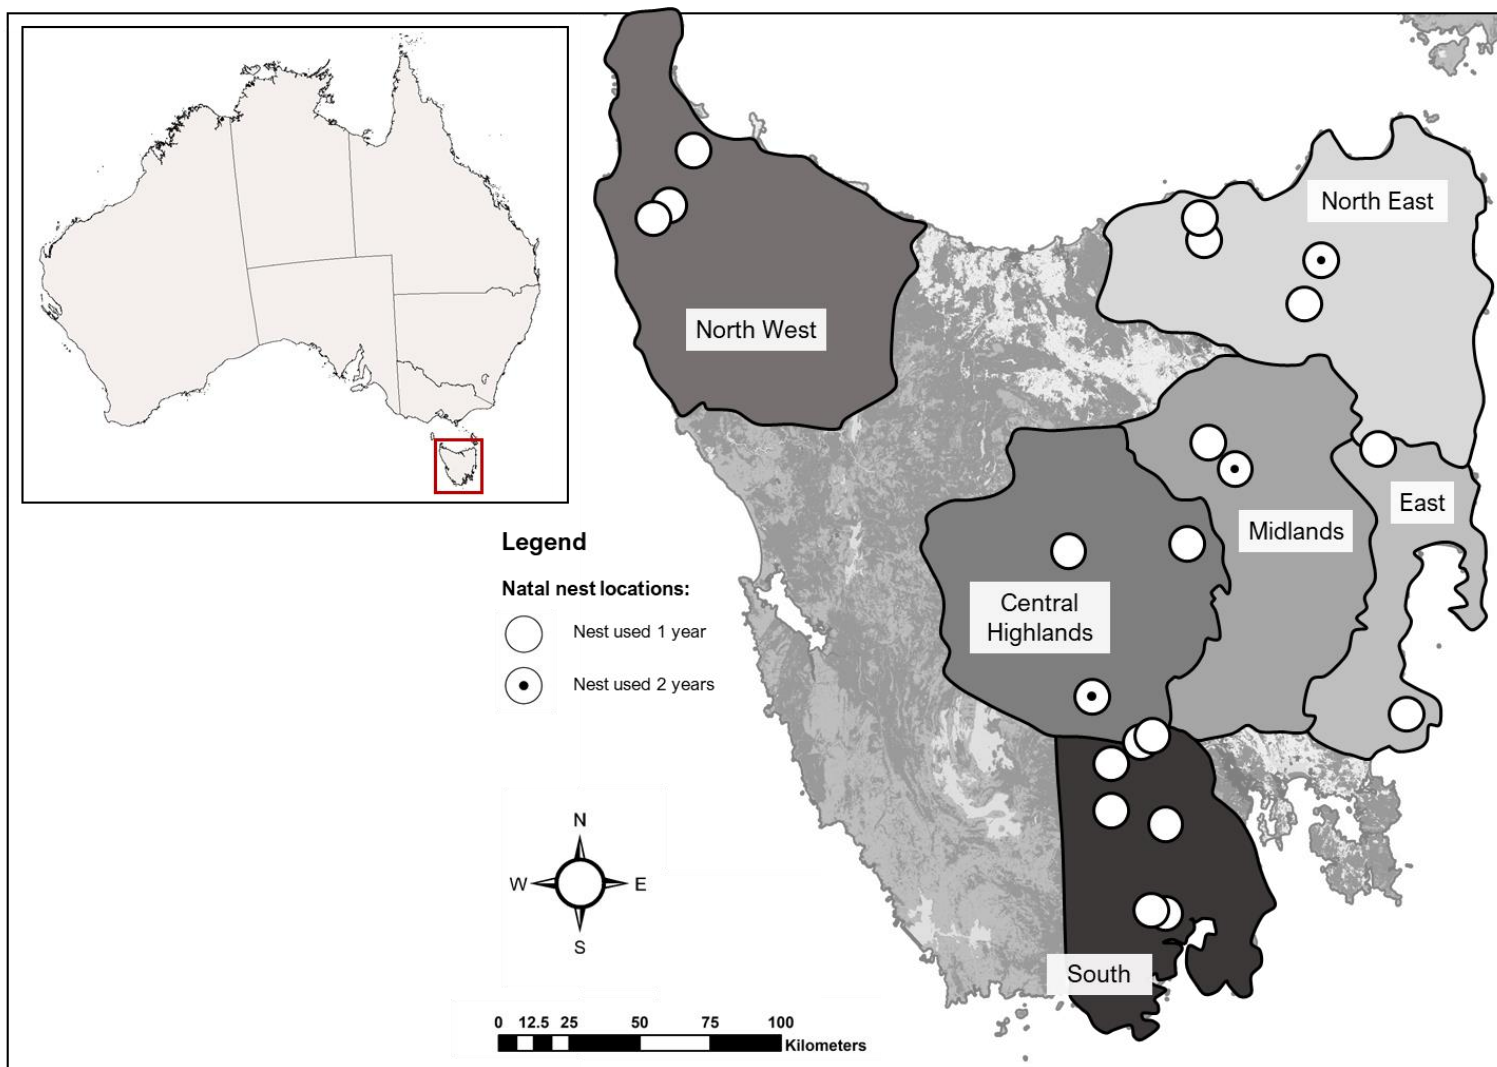 North East
North West
East
Midlands
Central
Highlands
South
Legend
Natal nest locations:
Nest used 1 year
Nest used 2 years
N
W E
S
0 12.5 25 50 75 100
Kilometers